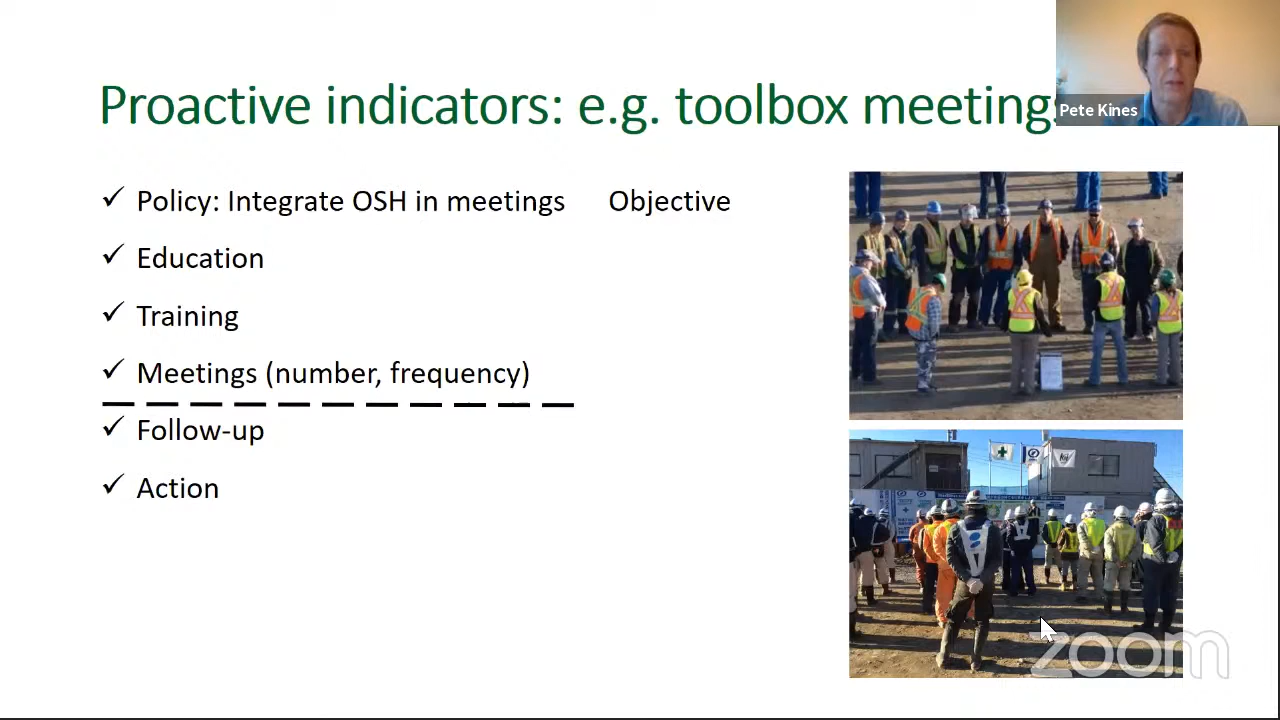 Proactive indicators: e.g. toolbox meetings
Pete Kines
✓ Policy: Integrate OSH in meetings Objective
✓ Education
✓ Training
✓ Meetings (number, frequency)
✓ Follow-up
✓ Action
zoom